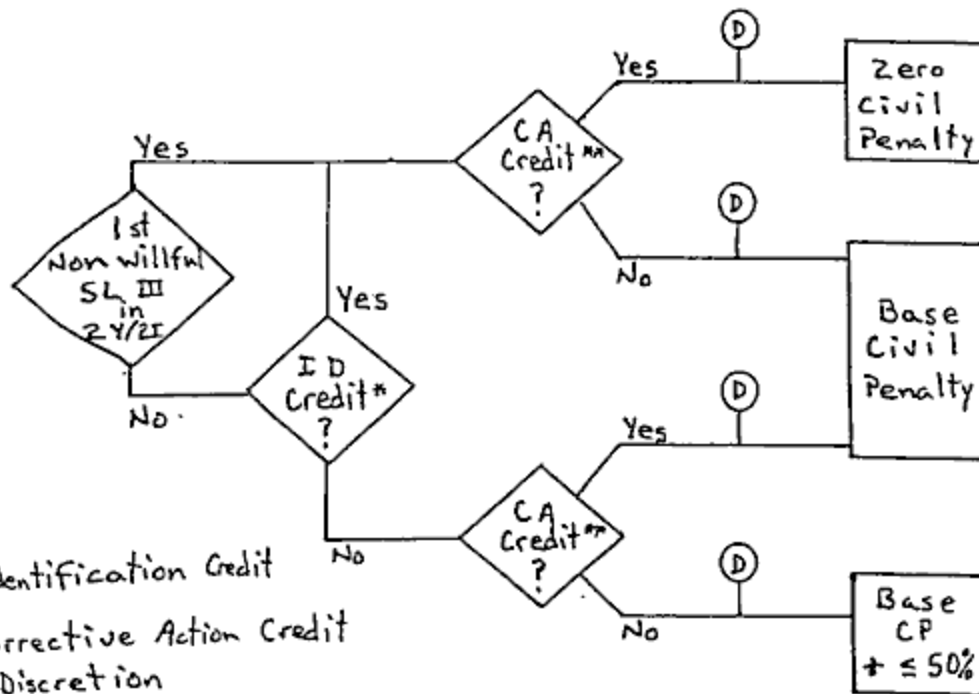 Yes
1st
Non willful
SL III
in
2Y/2I
No.
Yes
ID
Credit*
?
No
CA
Credit**
?
Yes
D
Zero
Civil
Penalty
No
D
Base
Civil
Penalty
CA
Credit**
?
Yes
D
No
D
Base
CP
+ ≤ 50%
dentification Credit
rrective Action Credit
Discretion